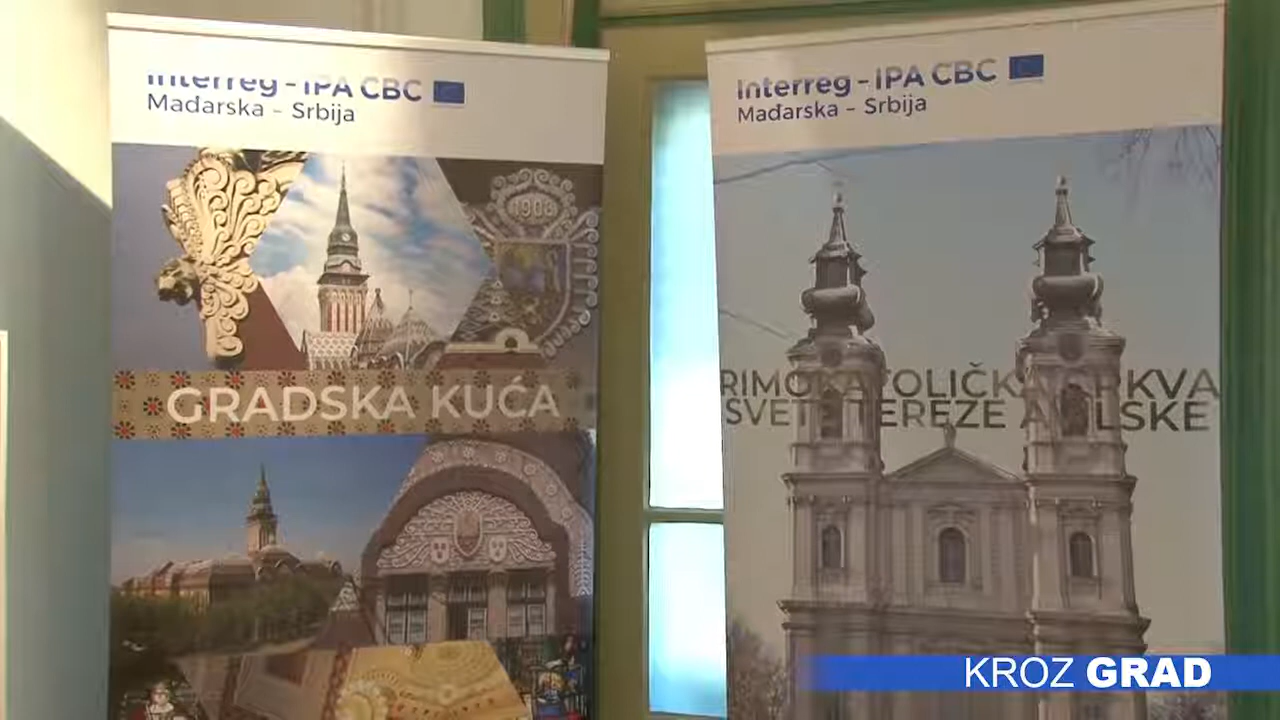 Interreg - IPA CBC
Mađarska - Srbija
1908
GRADSKA KUĆA
Interreg - IPA CBC
Mađarska - Srbija
RIMOKATOLIČKA CRKVA
SVETE TEREZE AVILSKE
KROZ GRAD